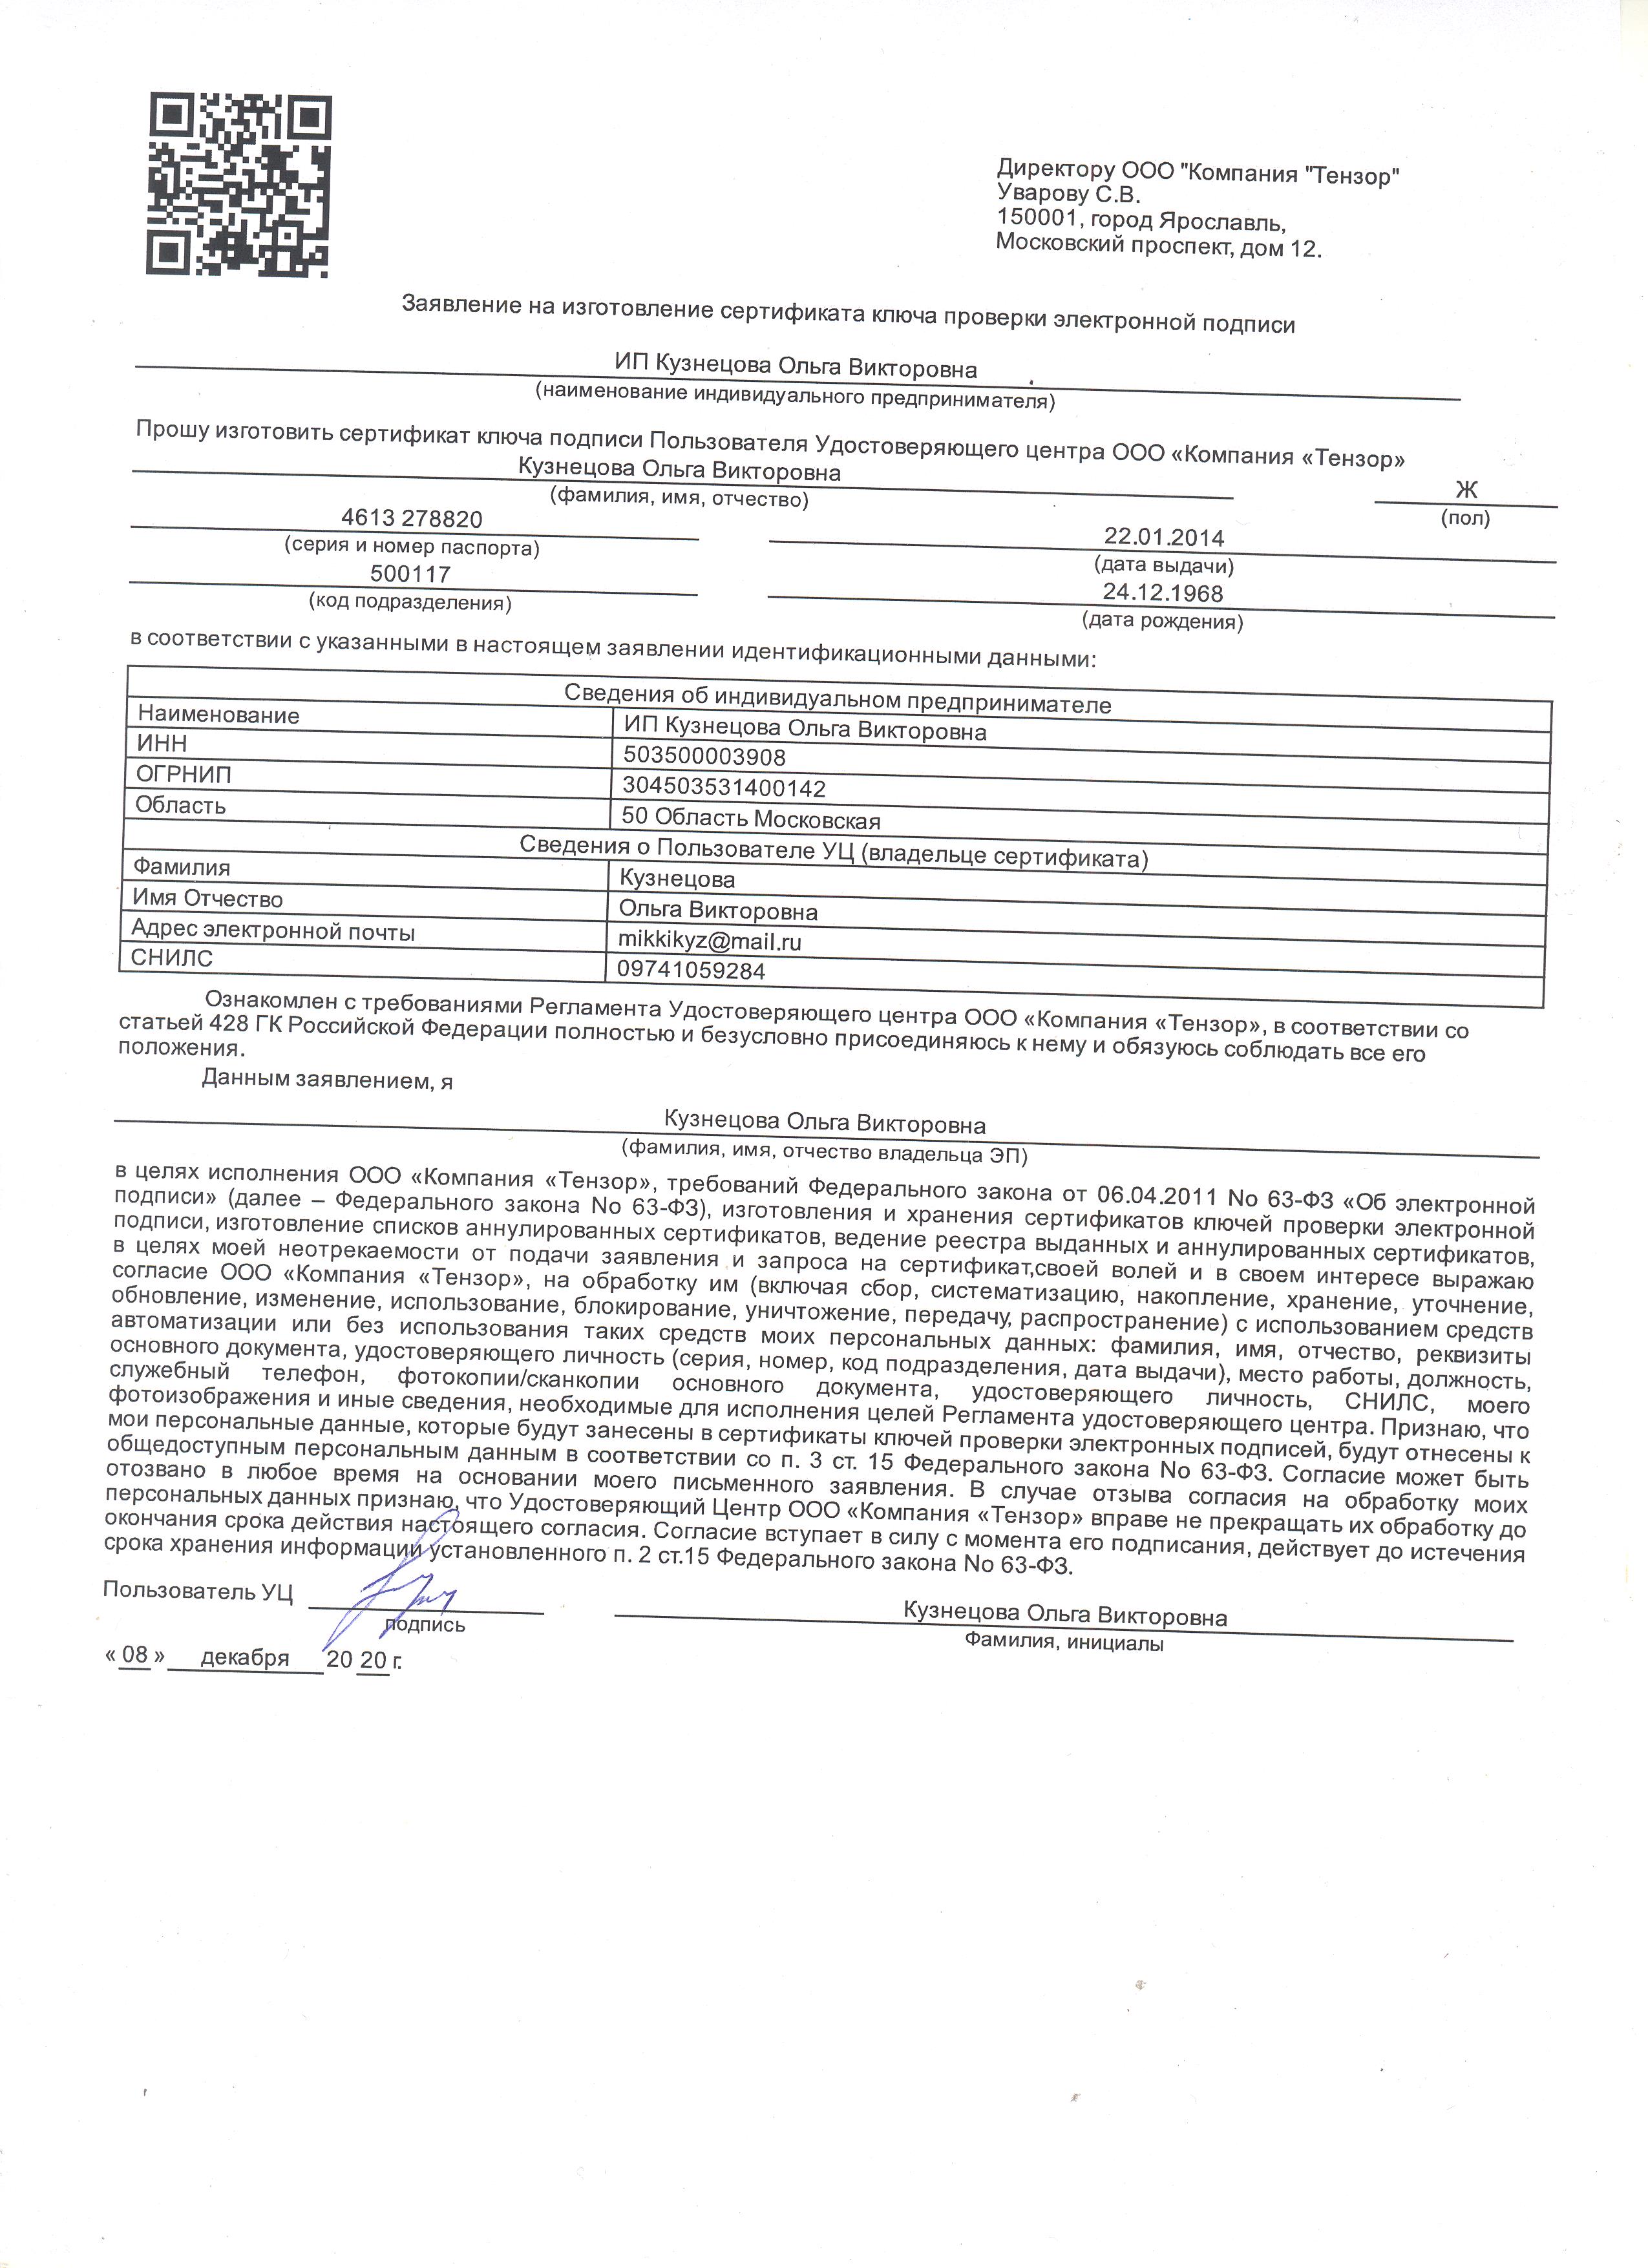 Директору ООО "Компания "Тензор"
Уварову С.В.
150001, город Ярославль,
Московский проспект, дом 12.
Заявление на изготовление сертификата ключа проверки электронной подписи
ИП Кузнецова Ольга Викторовна
(наименование индивидуального предпринимателя)
Прошу изготовить сертификат ключа подписи Пользователя Удостоверяющего центра ООО «Компания «Тензор»
Кузнецова Ольга Викторовна Ж
(фамилия, имя, отчество) (пол)
4613 278820 22.01.2014
(серия и номер паспорта) (дата выдачи)
500117 24.12.1968
(код подразделения) (дата рождения)
в соответствии с указанными в настоящем заявлении идентификационными данными:
Сведения об индивидуальном предпринимателе
Наименование ИП Кузнецова Ольга Викторовна
ИНН 503500003908
ОГРНИП 304503531400142
Область 50 Область Московская
Сведения о Пользователе УЦ (владельце сертификата)
Фамилия Кузнецова
Имя Отчество Ольга Викторовна
Адрес электронной почты mikkikyz@mail.ru
СНИЛС 09741059284
Ознакомлен с требованиями Регламента Удостоверяющего центра ООО «Компания «Тензор», в соответствии со
статьей 428 ГК Российской Федерации полностью и безусловно присоединяюсь к нему и обязуюсь соблюдать все его
положения.
Данным заявлением, я
Кузнецова Ольга Викторовна
(фамилия, имя, отчество владельца ЭП)
в целях исполнения ООО «Компания «Тензор», требований Федерального закона от 06.04.2011 No 63-ФЗ «Об электронной
подписи» (далее – Федерального закона No 63-ФЗ), изготовления и хранения сертификатов ключей проверки электронной
подписи, изготовление списков аннулированных сертификатов, ведение реестра выданных и аннулированных сертификатов,
в целях моей неотрекаемости от подачи заявления и запроса на сертификат,своей волей и в своем интересе выражаю
согласие ООО «Компания «Тензор», на обработку им (включая сбор, систематизацию, накопление, хранение, уточнение,
обновление, изменение, использование, блокирование, уничтожение, передачу, распространение) с использованием средств
автоматизации или без использования таких средств моих персональных данных: фамилия, имя, отчество, реквизиты
основного документа, удостоверяющего личность (серия, номер, код подразделения, дата выдачи), место работы, должность,
служебный телефон, фотокопии/сканкопии основного документа, удостоверяющего личность, СНИЛС, моего
фотоизображения и иные сведения, необходимые для исполнения целей Регламента удостоверяющего центра. Признаю, что
мои персональные данные, которые будут занесены в сертификаты ключей проверки электронных подписей, будут отнесены к
общедоступным персональным данным в соответствии со п. 3 ст. 15 Федерального закона No 63-ФЗ. Согласие может быть
отозвано в любое время на основании моего письменного заявления. В случае отзыва согласия на обработку моих
персональных данных признаю, что Удостоверяющий Центр ООО «Компания «Тензор» вправе не прекращать их обработку до
окончания срока действия настоящего согласия. Согласие вступает в силу с момента его подписания, действует до истечения
срока хранения информации установленного п. 2 ст.15 Федерального закона No 63-ФЗ.
Пользователь УЦ Кузнецова Ольга Викторовна
подпись Фамилия, инициалы
« 08 » декабря 20 20 г.